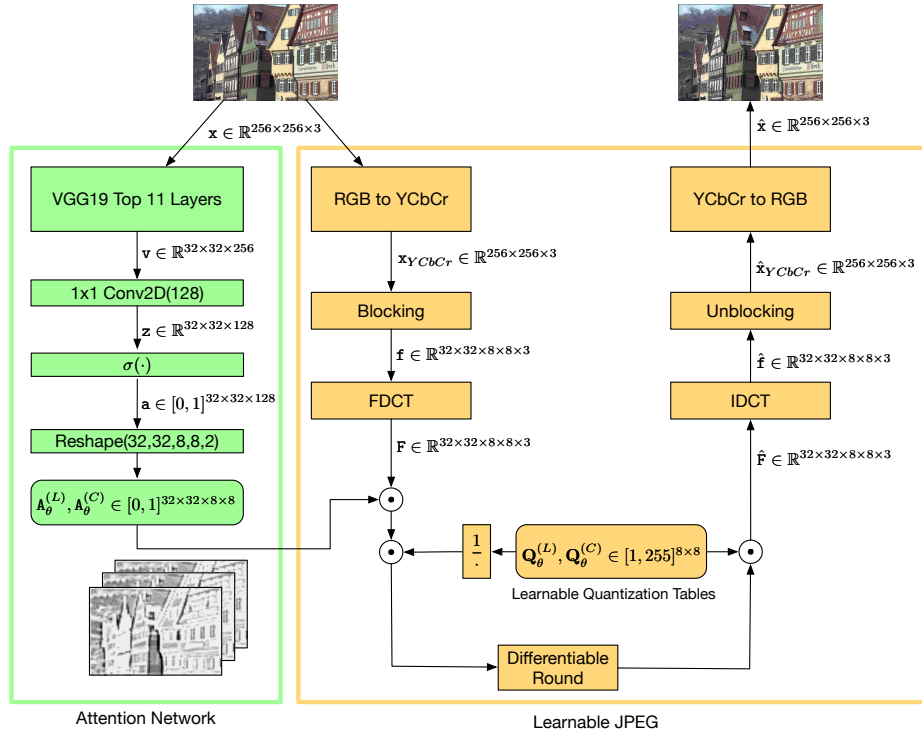 x ∈ ℝ^{256×256×3}
x̂ ∈ ℝ^{256×256×3}
VGG19 Top 11 Layers
RGB to YCbCr
YCbCr to RGB
v ∈ ℝ^{32×32×256}
x_{YCbCr} ∈ ℝ^{256×256×3}
x̂_{YCbCr} ∈ ℝ^{256×256×3}
1x1 Conv2D(128)
Blocking
Unblocking
z ∈ ℝ^{32×32×128}
f ∈ ℝ^{32×32×8×8×3}
f̂ ∈ ℝ^{32×32×8×8×3}
σ(·)
FDCT
IDCT
a ∈ [0, 1]^{32×32×128}
Reshape(32,32,8,8,2)
F ∈ ℝ^{32×32×8×8×3}
F̂ ∈ ℝ^{32×32×8×8×3}
A_θ^{(L)}, A_θ^{(C)} ∈ [0, 1]^{32×32×8×8}
1/·
Q_θ^{(L)}, Q_θ^{(C)} ∈ [1, 255]^{8×8}
Learnable Quantization Tables
Differentiable
Round
Attention Network
Learnable JPEG